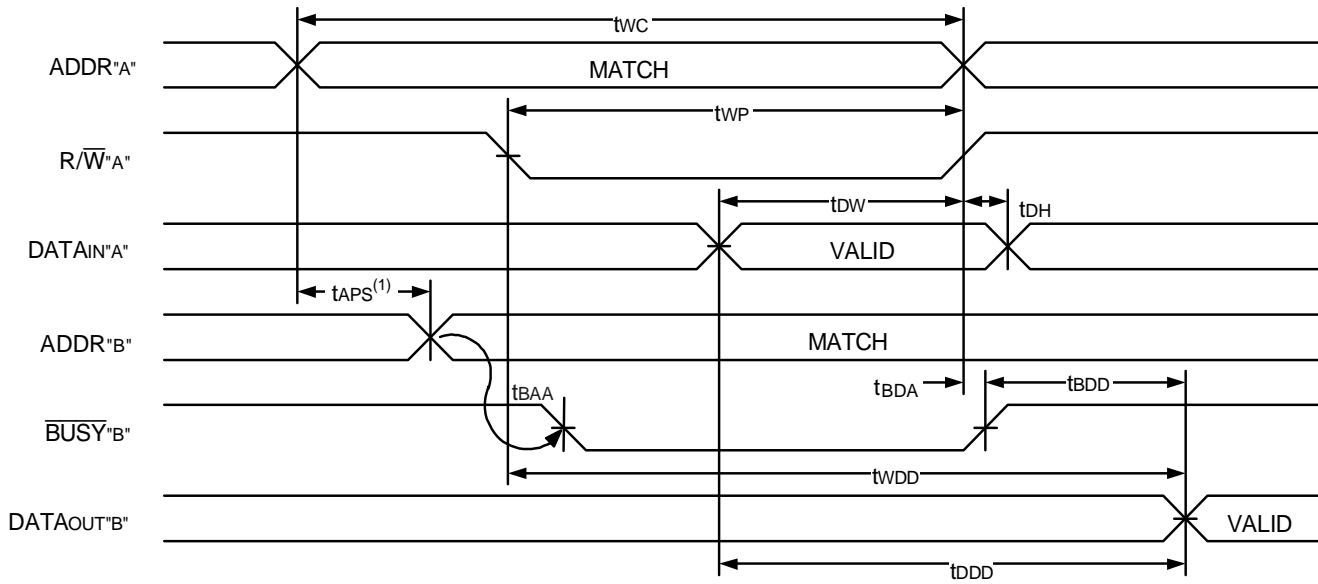 tWC
ADDR"A"
MATCH
tWP
R/W̅"A"
tDW
tDH
DATAIN"A"
VALID
tAPS(1)
ADDR"B"
MATCH
tBAA
tBDA
tBDD
B̅U̅S̅Y̅"B"
tWDD
DATAOUT"B"
VALID
tDDD